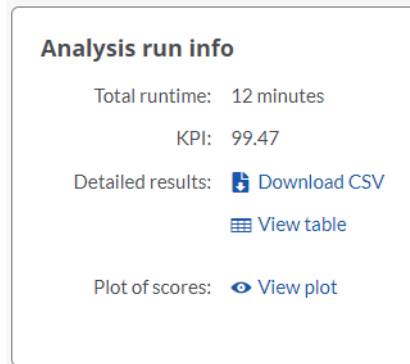 Analysis run info
Total runtime: 12 minutes
KPI: 99.47
Detailed results: Download CSV
View table
Plot of scores: View plot